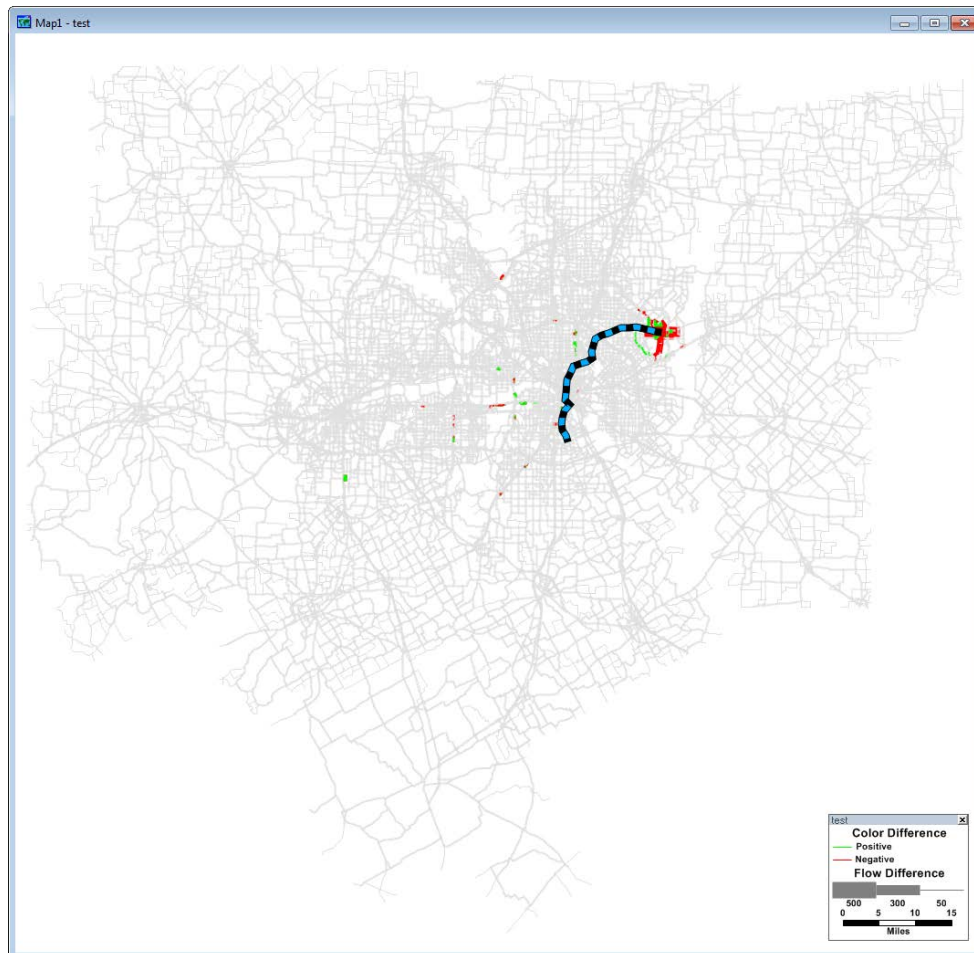 Map1 - test
test
Color Difference
Positive
Negative
Flow Difference
500 300 50
0 5 10 15
Miles